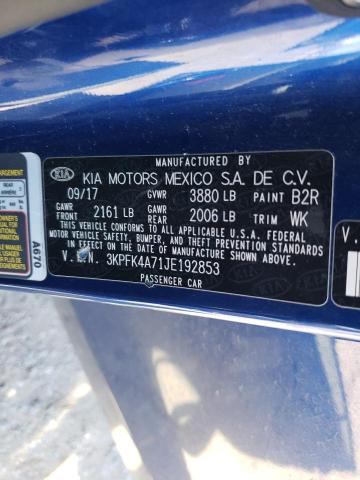 MANUFACTURED BY
KIA KIA MOTORS MEXICO S.A. DE C.V.
09/17 GVWR 3880 LB PAINT B2R
GAWR FRONT 2161 LB GAWR REAR 2006 LB TRIM WK
THIS VEHICLE CONFORMS TO ALL APPLICABLE U.S.A. FEDERAL
MOTOR VEHICLE SAFETY, BUMPER, AND THEFT PREVENTION STANDARDS
IN EFFECT ON THE DATE OF MANUFACTURE SHOWN ABOVE.
V.I.N. 3KPFK4A71JE192853
PASSENGER CAR
REAR
A670